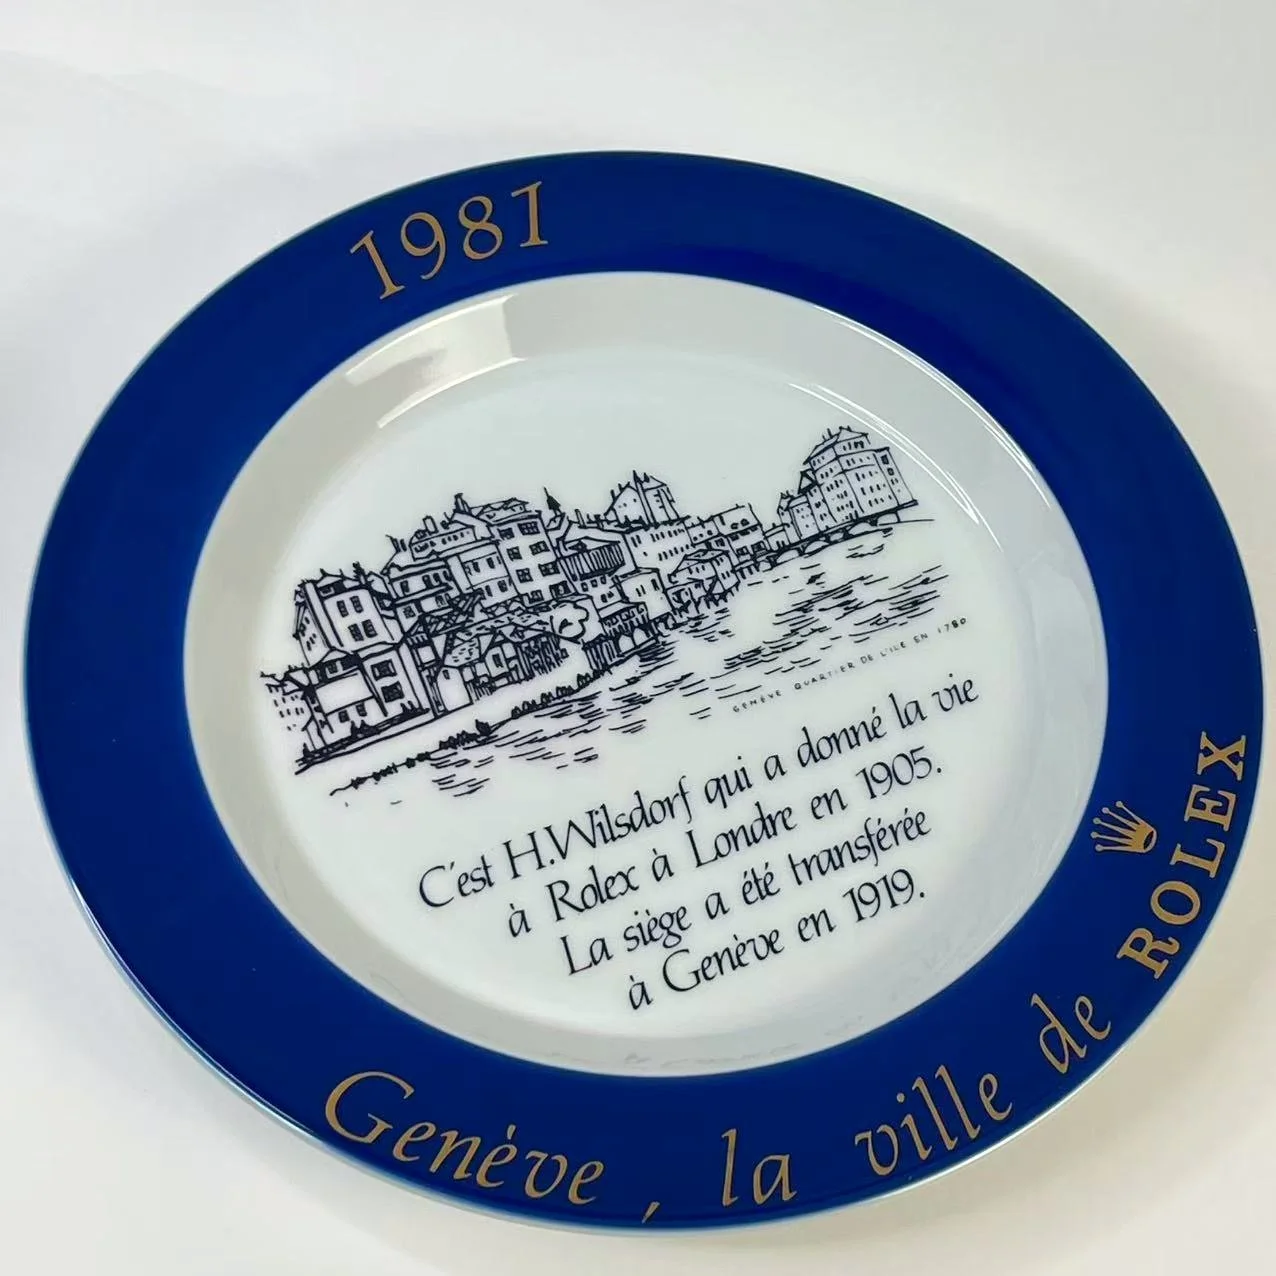 1981
GENÈVE QUARTIER DE L'ILE EN 1780
C'est H.Wilsdorf qui a donné la vie
à Rolex à Londre en 1905.
La siège a été transférée
à Genève en 1919.
Genève, la ville de ROLEX